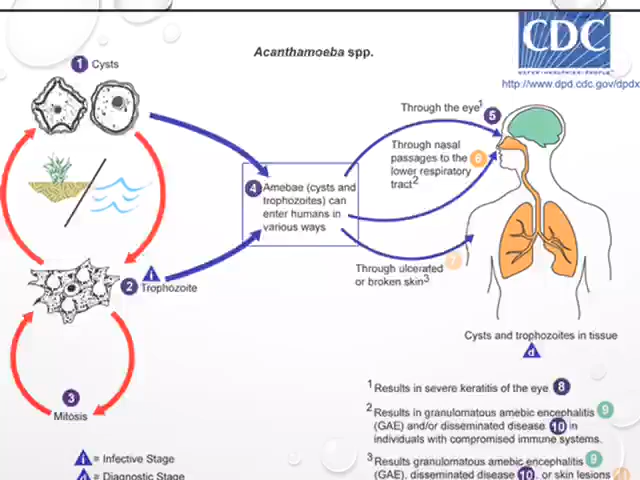 CDC
SAFER • HEALTHIER • PEOPLE™
http://www.dpd.cdc.gov/dpdx
Acanthamoeba spp.
1 Cysts
Through the eye¹ 5
Through nasal
passages to the 6
lower respiratory
tract²
4 Amebae (cysts and
trophozoites) can
enter humans in
various ways
i
2 Trophozoite
Through ulcerated 7
or broken skin³
Cysts and trophozoites in tissue
d
3
Mitosis
¹ Results in severe keratitis of the eye 8
² Results in granulomatous amebic encephalitis 9
(GAE) and/or disseminated disease 10 in
individuals with compromised immune systems.
³ Results granulomatous amebic encephalitis 9
(GAE), disseminated disease 10, or skin lesions
i = Infective Stage
d = Diagnostic Stage